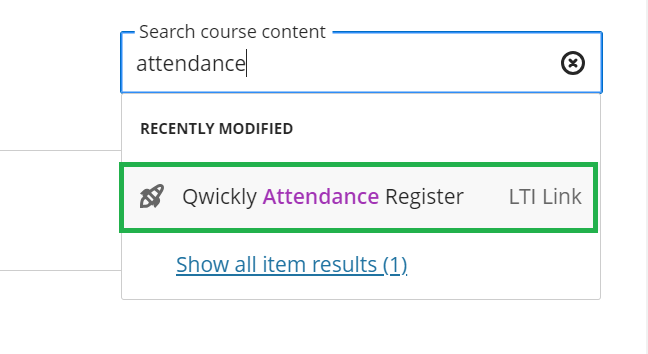 Search course content
attendance
RECENTLY MODIFIED
Qwickly Attendance Register LTI Link
Show all item results (1)